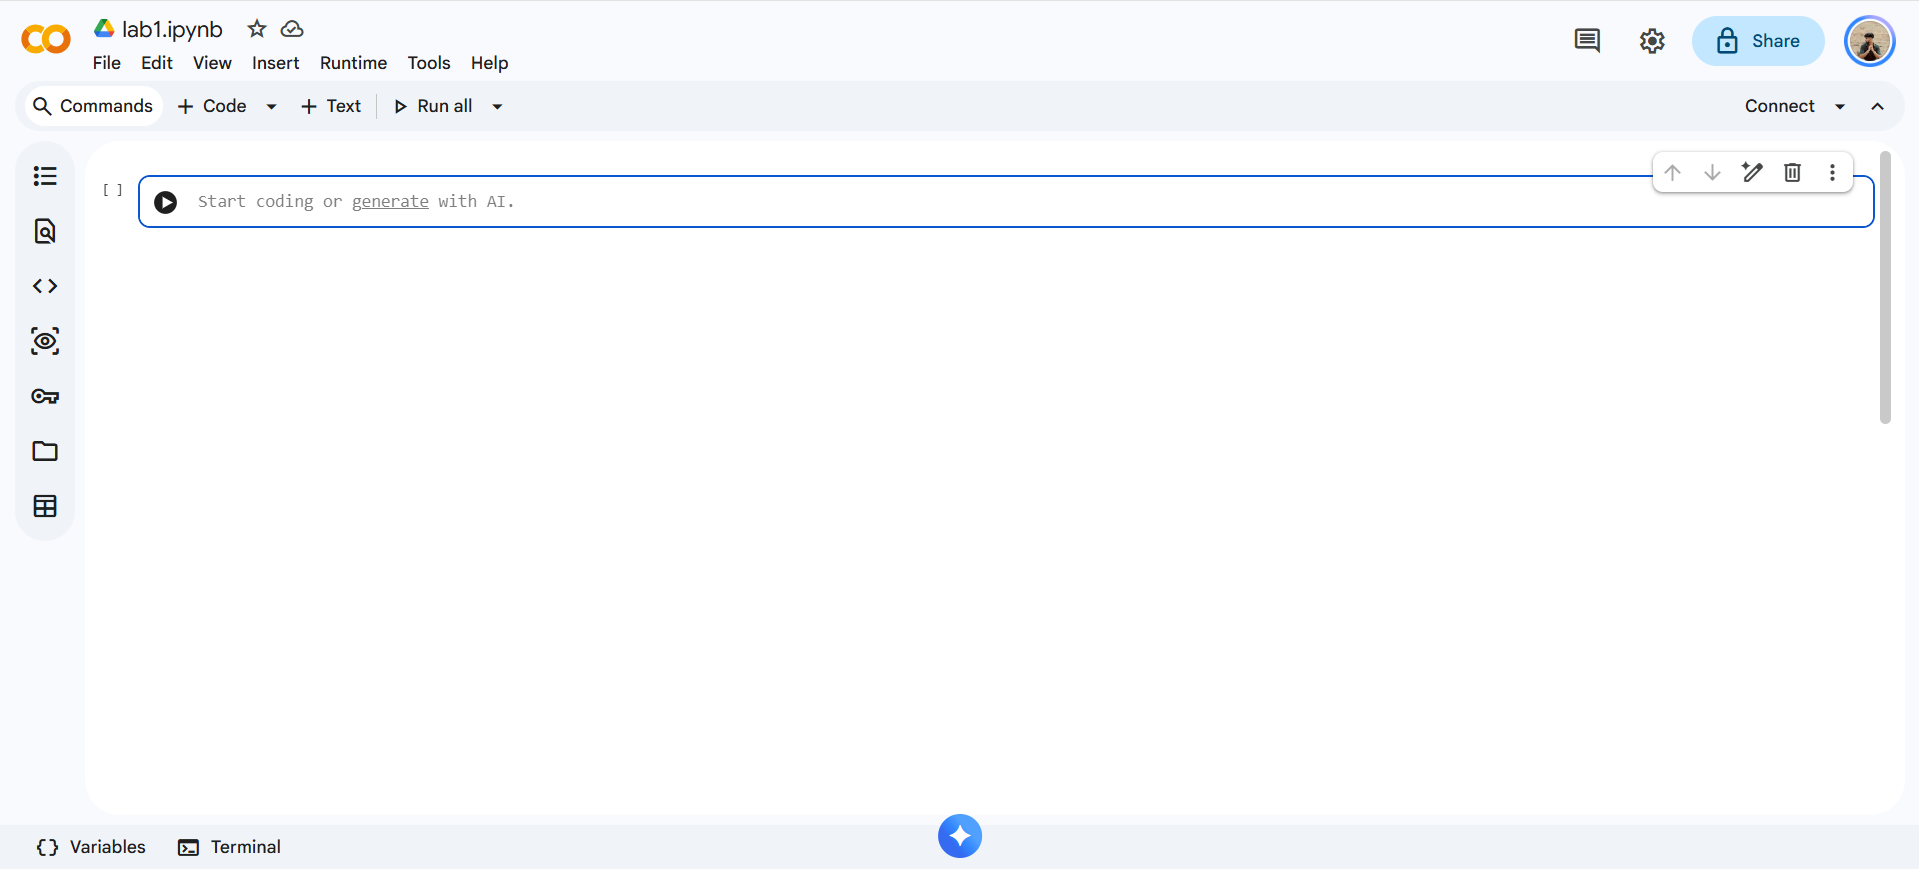 lab1.ipynb
File Edit View Insert Runtime Tools Help
Share
Commands + Code + Text Run all
Connect
[ ] Start coding or generate with AI.
Variables Terminal